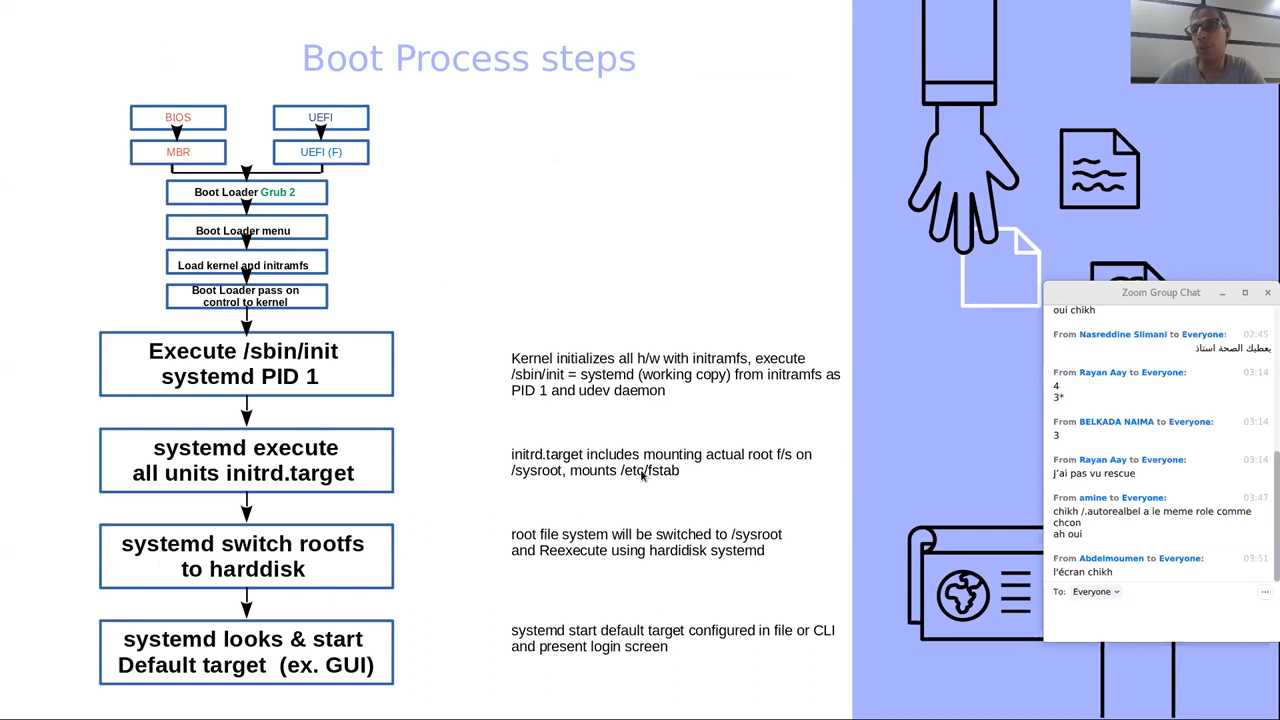 Boot Process steps
BIOS
UEFI
MBR
UEFI (F)
Boot Loader Grub 2
Boot Loader menu
Load kernel and initramfs
Boot Loader pass on
control to kernel
Execute /sbin/init
systemd PID 1
Kernel initializes all h/w with initramfs, execute
/sbin/init = systemd (working copy) from initramfs as
PID 1 and udev daemon
systemd execute
all units initrd.target
initrd.target includes mounting actual root f/s on
/sysroot, mounts /etc/fstab
systemd switch rootfs
to harddisk
root file system will be switched to /sysroot
and Reexecute using hardidisk systemd
systemd looks & start
Default target (ex. GUI)
systemd start default target configured in file or CLI
and present login screen
Zoom Group Chat
oui chikh
From Nasreddine Slimani to Everyone: 02:45
يعطيك الصحة استاذ
From Rayan Aay to Everyone: 03:14
4
3*
From BELKADA NAIMA to Everyone: 03:14
3
From Rayan Aay to Everyone: 03:14
J'ai pas vu rescue
From amine to Everyone: 03:47
chikh /.autorealbel a le meme role comme
chcon
ah oui
From Abdelmoumen to Everyone: 03:51
l'écran chikh
To: Everyone